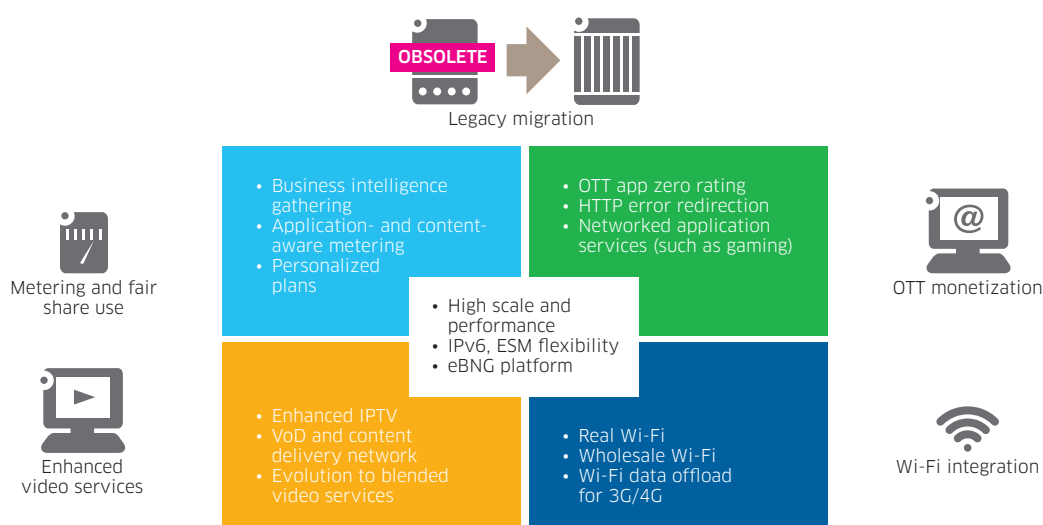 OBSOLETE
Legacy migration
• Business intelligence
gathering
• Application- and content-
aware metering
• Personalized
plans
• OTT app zero rating
• HTTP error redirection
• Networked application
services (such as gaming)
Metering and fair
share use
@
OTT monetization
• High scale and
performance
• IPv6, ESM flexibility
• eBNG platform
• Enhanced IPTV
• VoD and content
delivery network
• Evolution to blended
video services
• Real Wi-Fi
• Wholesale Wi-Fi
• Wi-Fi data offload
for 3G/4G
Enhanced
video services
Wi-Fi integration